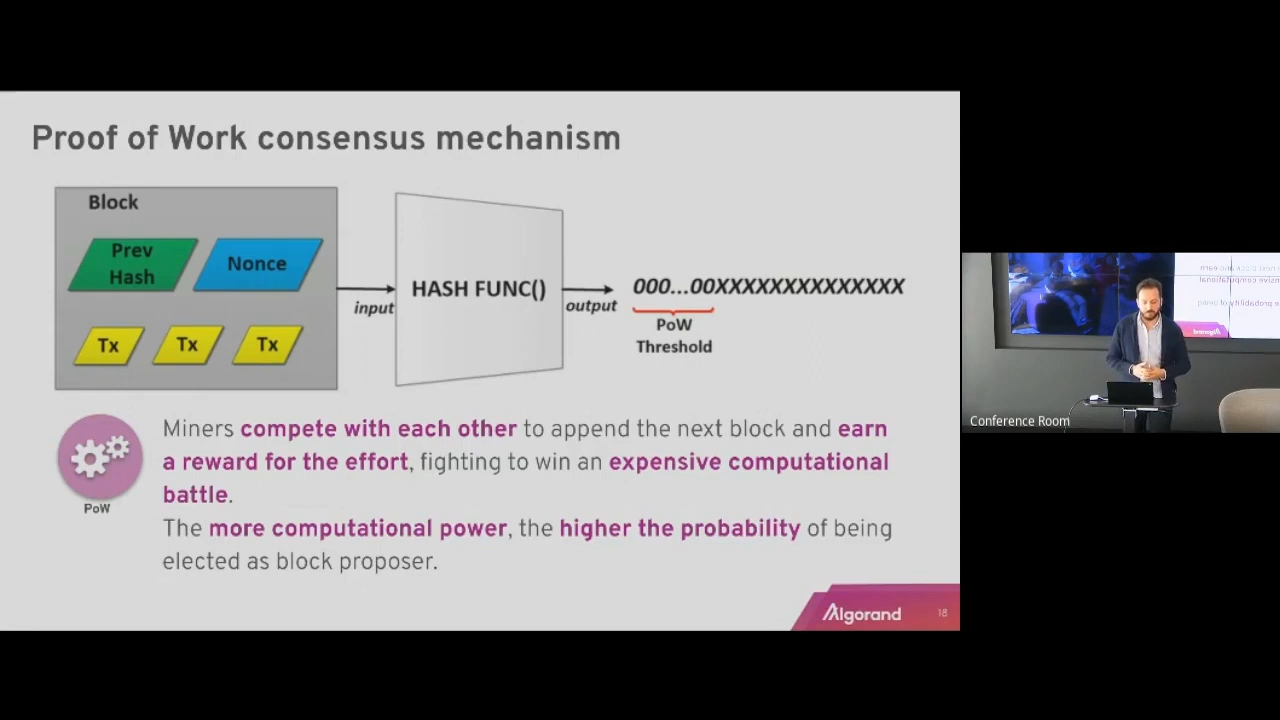 Proof of Work consensus mechanism
Block
Prev
Hash
Nonce
Tx
Tx
Tx
input
HASH FUNC()
output
000...00XXXXXXXXXXXXXXX
PoW
Threshold
PoW
Miners compete with each other to append the next block and earn
a reward for the effort, fighting to win an expensive computational
battle.
The more computational power, the higher the probability of being
elected as block proposer.
Algorand
18
Conference Room